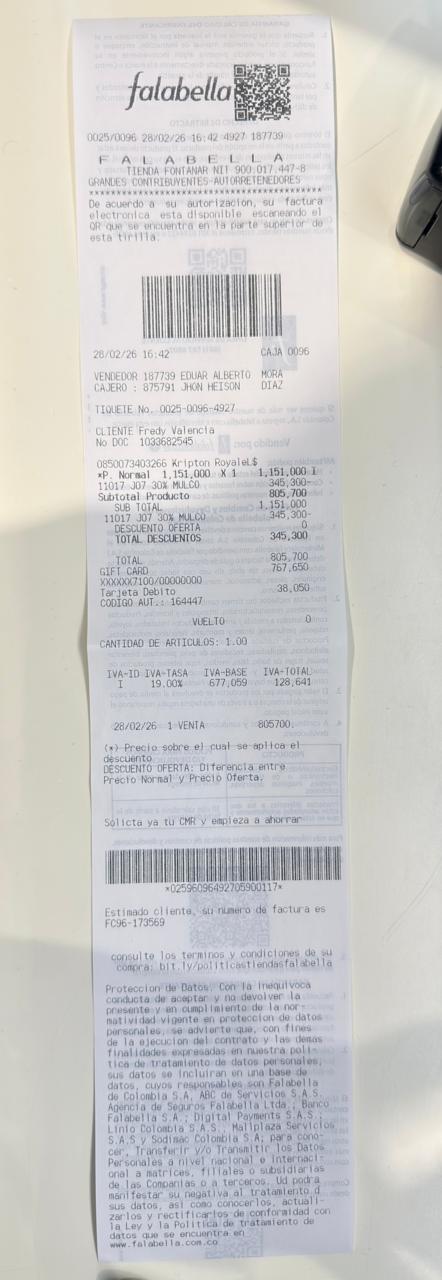 falabella
0025/0096 28/02/26 16:42 4927 187739
F A L A B E L L A
TIENDA FONTANAR NIT 900.017.447-8
GRANDES CONTRIBUYENTES-AUTORRETENEDORES
****************************************
De acuerdo a su autorizacion, su factura
electronica esta disponible escaneando el
QR que se encuentra en la parte superior de
esta tirilla.
28/02/26 16:42 CAJA 0096
VENDEDOR 187739 EDUAR ALBERTO MORA
CAJERO : 875791 JHON HEISON DIAZ
TIQUETE No. 0025-0096-4927
CLIENTE Fredy Valencia
No DOC 1033682545
0850073403266 Kripton RoyaleL$
*P. Normal 1,151,000 X 1 1,151,000 I
11017 J07 30% MULCO 345,300-
Subtotal Producto 805,700
SUB TOTAL 1,151,000
11017 J07 30% MULCO 345,300-
DESCUENTO OFERTA 0
TOTAL DESCUENTOS 345,300
TOTAL 805,700
GIFT CARD 767,650
XXXXXX7100/00000000
Tarjeta Debito 38,050
CODIGO AUT.: 164447
VUELTO 0
CANTIDAD DE ARTICULOS: 1.00
IVA-ID IVA-TASA IVA-BASE IVA-TOTAL
I 19.00% 677,059 128,641
28/02/26 1 VENTA 805700.
(*) Precio sobre el cual se aplica el
descuento
DESCUENTO OFERTA: Diferencia entre
Precio Normal y Precio Oferta.
Solicta ya tu CMR y empieza a ahorrar
*02596096492705900117*
Estimado cliente, su numero de factura es
FC96-173569
consulte los terminos y condiciones de su
compra: bit.ly/politicastiendasfalabella
Proteccion de Datos. Con la inequivoca
conducta de aceptar y no devolver la
presente y en cumplimiento de la nor-
matividad vigente en proteccion de datos
personales, se advierte que, con fines
de la ejecucion del contrato y las demas
finalidades expresadas en nuestra poli-
tica de tratamiento de datos personales,
sus datos se incluiran en una base de
datos, cuyos responsables son Falabella
de Colombia S.A, ABC de Servicios S.A.S,
Agencia de Seguros Falabella Ltda.; Banco
Falabella S.A.; Digital Payments S.A.S.;
Linio Colombia S.A.S.; Mallplaza Servicios
S.A.S y Sodimac Colombia S.A; para cono-
cer, Transferir y/o Transmitir los Datos
Personales a nivel nacional e internaci-
onal a matrices, filiales o subsidiarias
de las Companias o a terceros. Ud podra
manifestar su negativa al tratamiento d
sus datos, asi como conocerlos, actuali-
zarlos y rectificarlos de conformidad con
la Ley y la Politica de tratamiento de
datos que se encuentra en
www.falabella.com.co